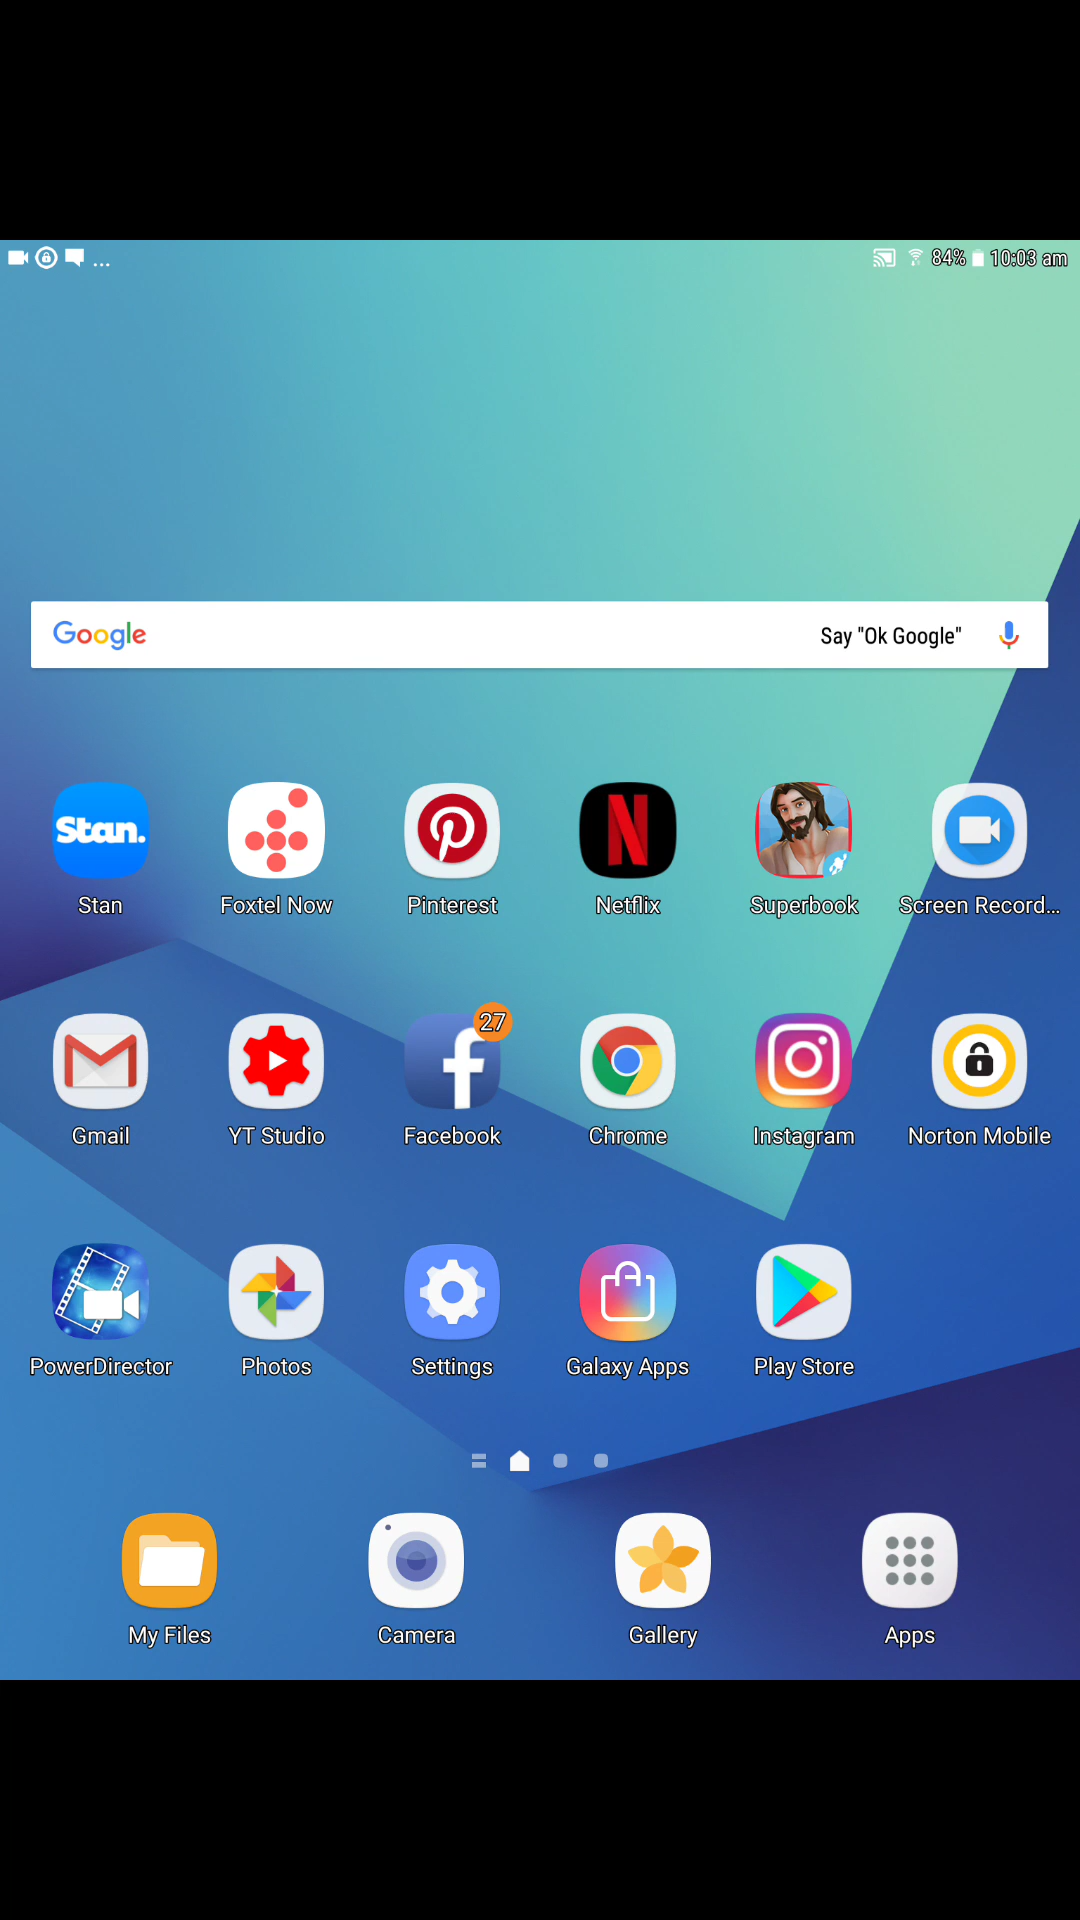 ... 84% 10:03 am
Google Say "Ok Google"
Stan.
Stan Foxtel Now Pinterest Netflix Superbook Screen Record...
27
Gmail YT Studio Facebook Chrome Instagram Norton Mobile
PowerDirector Photos Settings Galaxy Apps Play Store
My Files Camera Gallery Apps